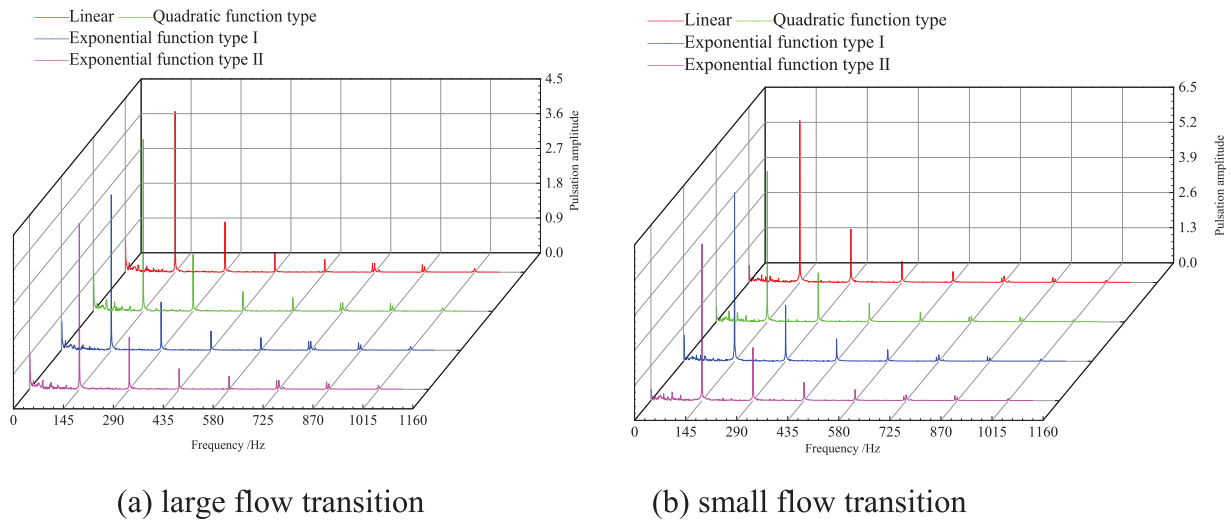 Linear Quadratic function type
Exponential function type I
Exponential function type II
4.5
3.6
2.7
1.8
0.9
0.0
Pulsation amplitude
0 145 290 435 580 725 870 1015 1160
Frequency /Hz
(a) large flow transition
Linear Quadratic function type
Exponential function type I
Exponential function type II
6.5
5.2
3.9
2.6
1.3
0.0
Pulsation amplitude
0 145 290 435 580 725 870 1015 1160
Frequency /Hz
(b) small flow transition